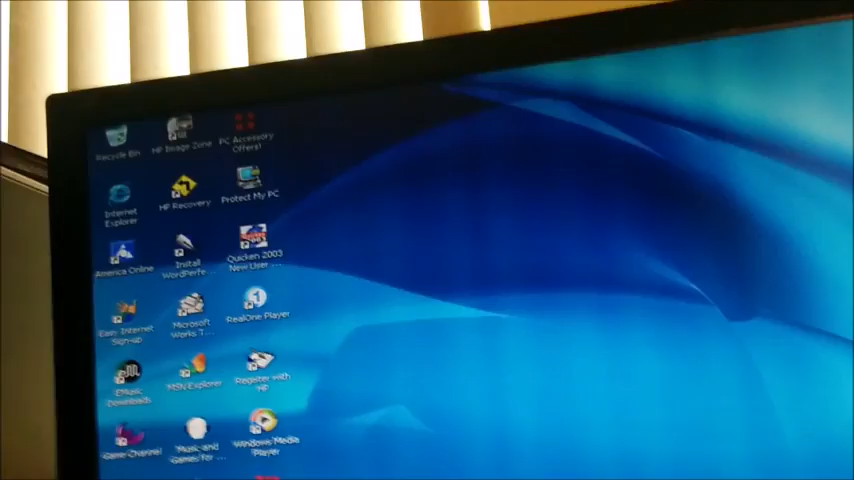 Recycle Bin
HP Image Zone
PC Accessory
Offers!
Internet
Explorer
HP Recovery
Protect My PC
America Online
Install
WordPerfe...
Quicken 2003
New User ...
Easy Internet
Sign-up
Microsoft
Works 7...
RealOne Player
EMusic
Downloads
MSN Explorer
Register with
HP
Game Channel
Music and
Games for ...
Windows Media
Player